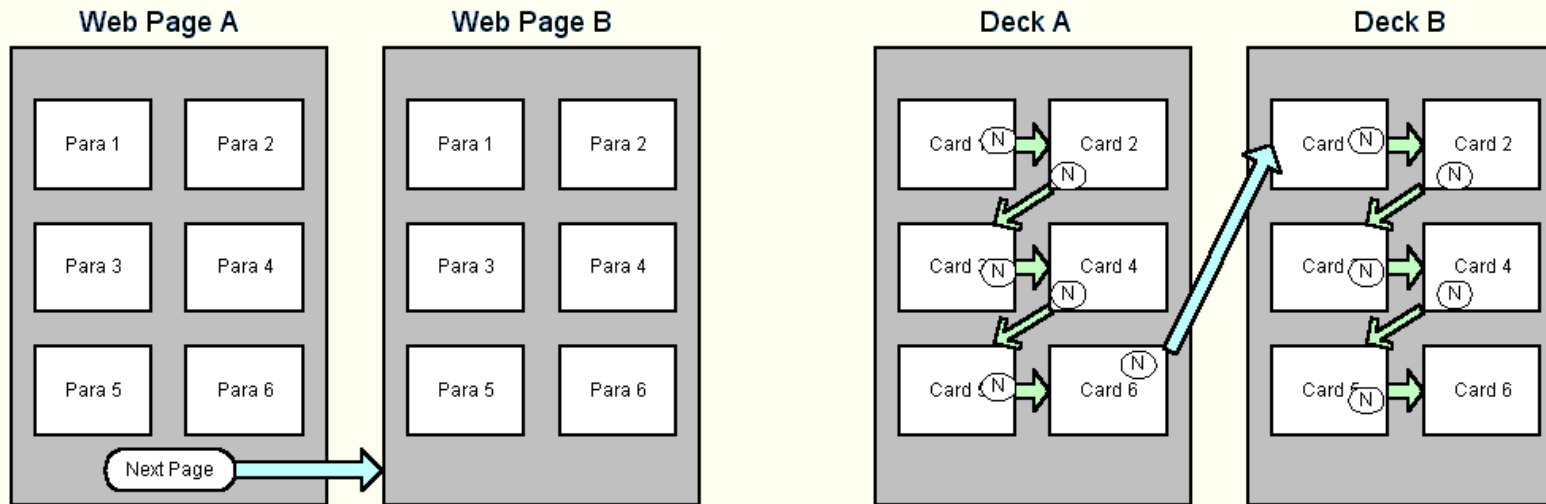 Web Page A
Web Page B
Deck A
Deck B
Para 1
Para 2
Para 3
Para 4
Para 5
Para 6
Next Page
Para 1
Para 2
Para 3
Para 4
Para 5
Para 6
Card
N
Card 2
N
Card
N
Card 4
N
Card
N
Card 6
N
Card
N
Card 2
N
Card
N
Card 4
N
Card
N
Card 6